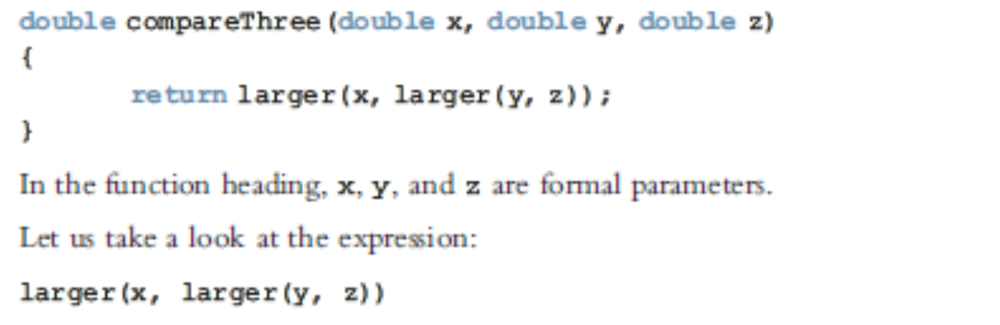 double compareThree(double x, double y, double z)
{
return larger(x, larger(y, z));
}
In the function heading, x, y, and z are formal parameters.
Let us take a look at the expression:
larger(x, larger(y, z))